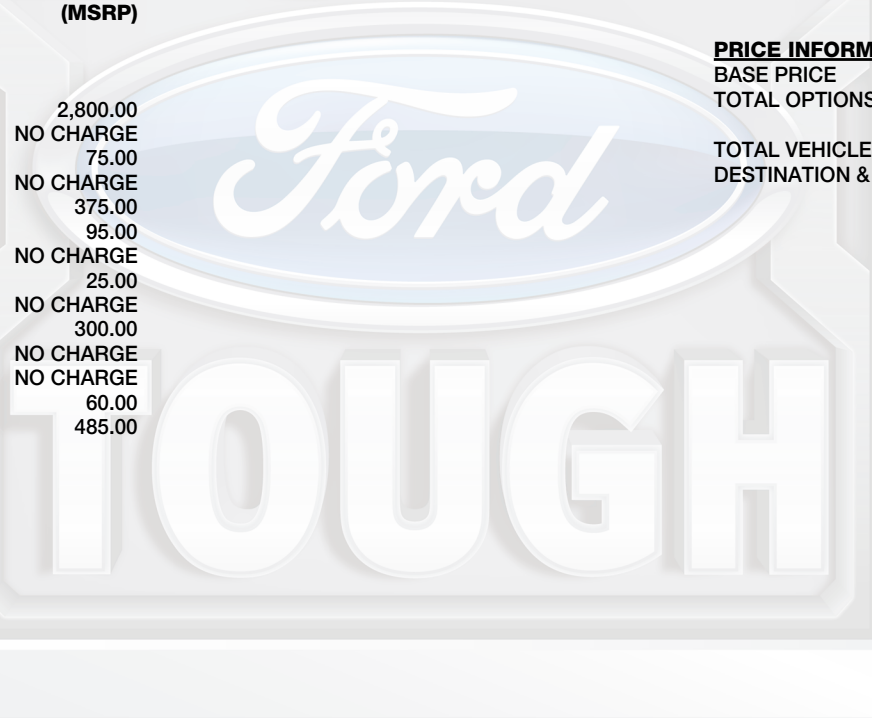 (MSRP)
2,800.00
NO CHARGE
75.00
NO CHARGE
375.00
95.00
NO CHARGE
25.00
NO CHARGE
300.00
NO CHARGE
NO CHARGE
60.00
485.00
PRICE INFORM
BASE PRICE
TOTAL OPTIONS
TOTAL VEHICLE
DESTINATION &
Ford
TOUGH